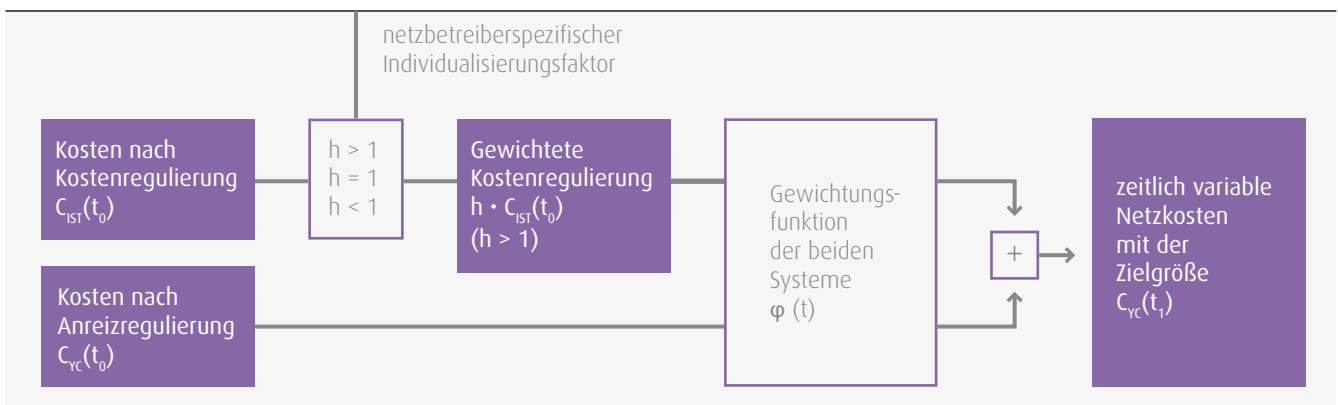 netzbetreiberspezifischer
Individualisierungsfaktor
Kosten nach
Kostenregulierung
C_IST(t_0)
h > 1
h = 1
h < 1
Gewichtete
Kostenregulierung
h • C_IST(t_0)
(h > 1)
Kosten nach
Anreizregulierung
C_YC(t_0)
Gewichtungs-
funktion
der beiden
Systeme
φ (t)
+
zeitlich variable
Netzkosten
mit der
Zielgröße
C_YC(t_1)